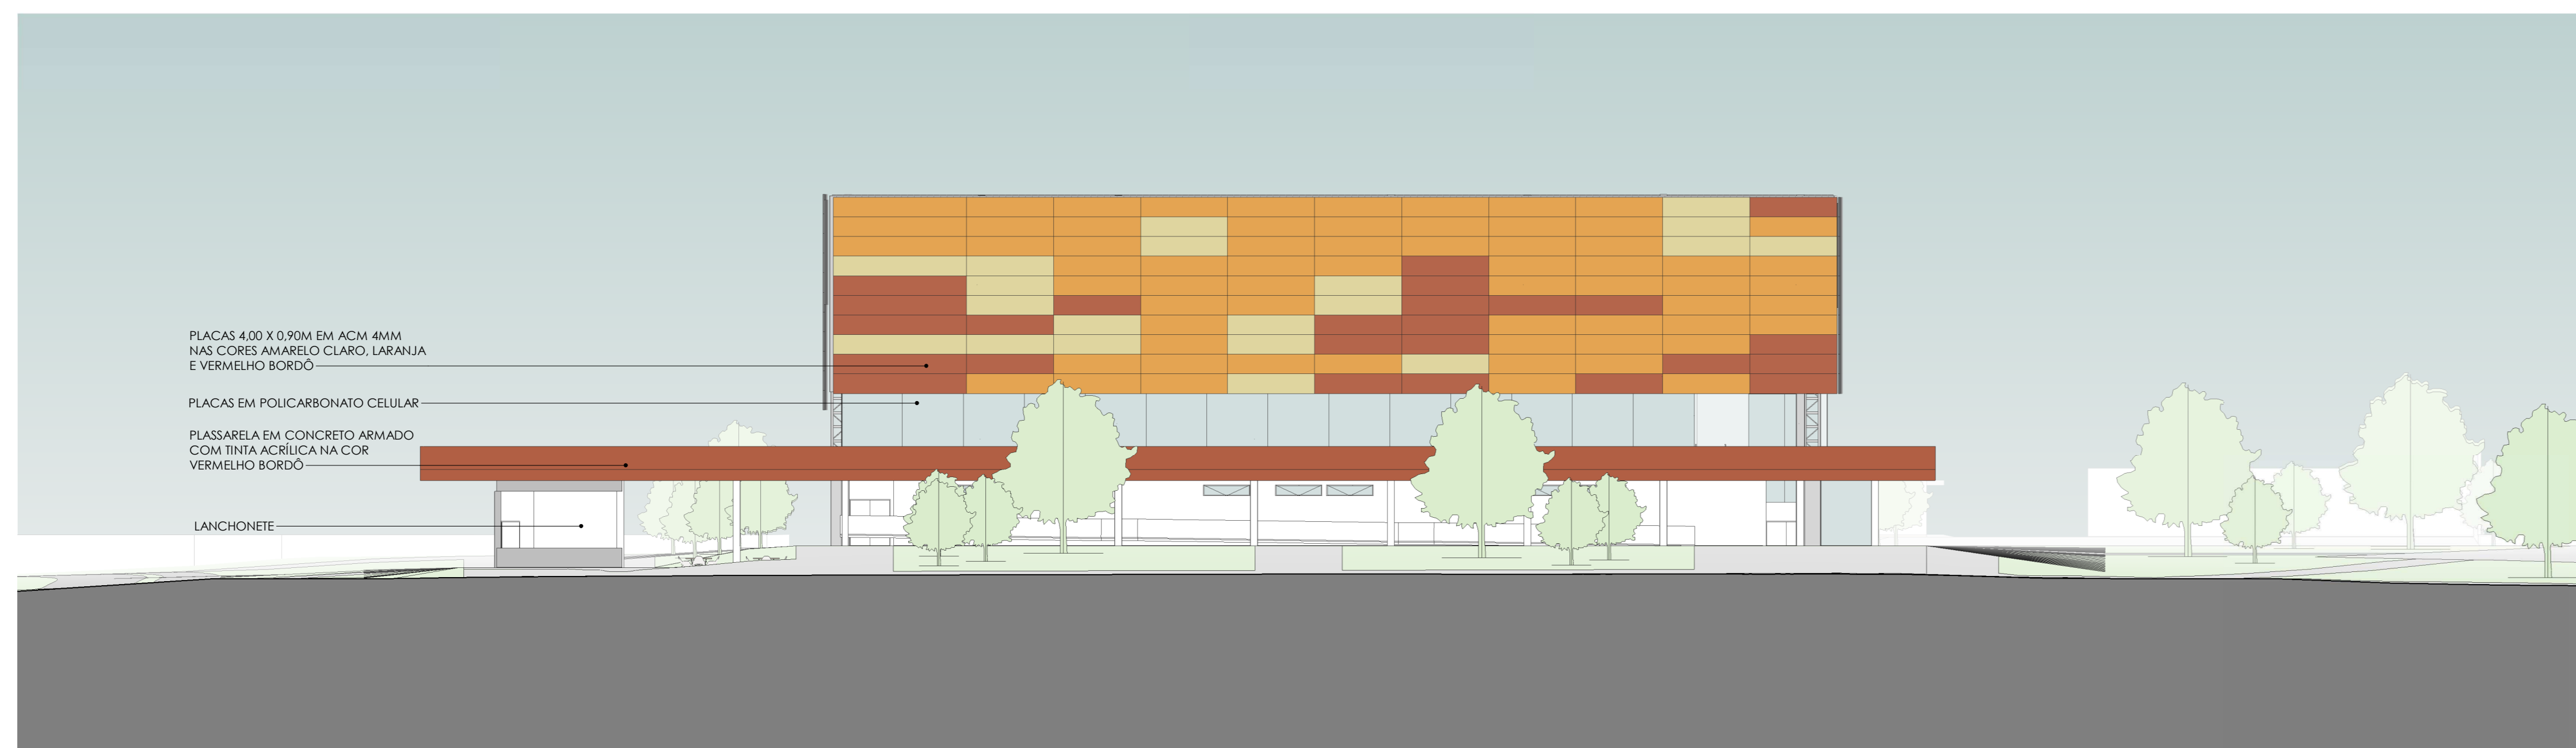 PLACAS 4,00 X 0,90M EM ACM 4MM
NAS CORES AMARELO CLARO, LARANJA
E VERMELHO BORDÔ
PLACAS EM POLICARBONATO CELULAR
PLASSARELA EM CONCRETO ARMADO
COM TINTA ACRÍLICA NA COR
VERMELHO BORDÔ
LANCHONETE